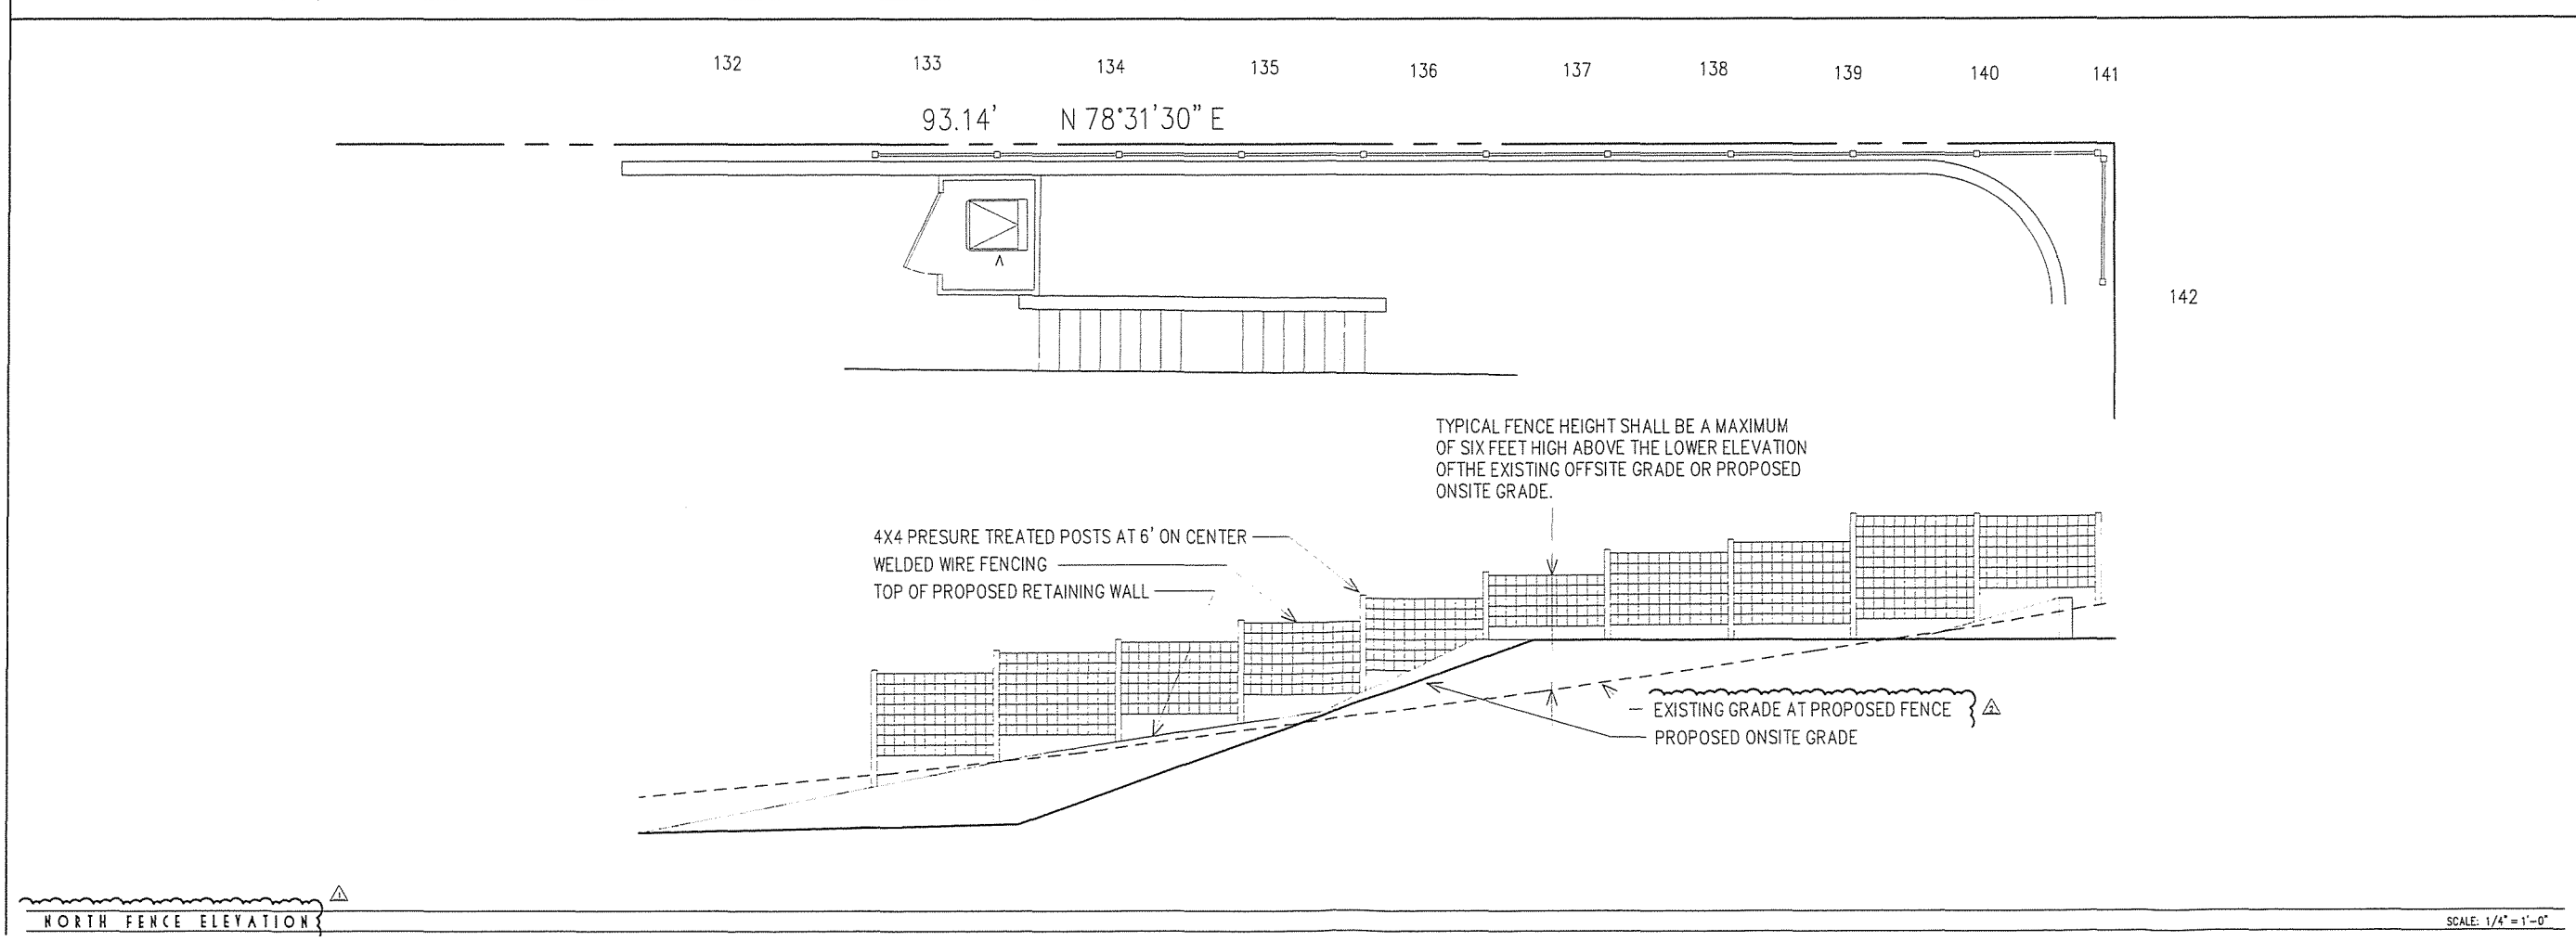 132 133 134 135 136 137 138 139 140 141
93.14' N 78°31'30" E
142
TYPICAL FENCE HEIGHT SHALL BE A MAXIMUM
OF SIX FEET HIGH ABOVE THE LOWER ELEVATION
OFTHE EXISTING OFFSITE GRADE OR PROPOSED
ONSITE GRADE.
4X4 PRESURE TREATED POSTS AT 6' ON CENTER
WELDED WIRE FENCING
TOP OF PROPOSED RETAINING WALL
EXISTING GRADE AT PROPOSED FENCE 2
PROPOSED ONSITE GRADE
1
NORTH FENCE ELEVATION
SCALE: 1/4" = 1'-0"